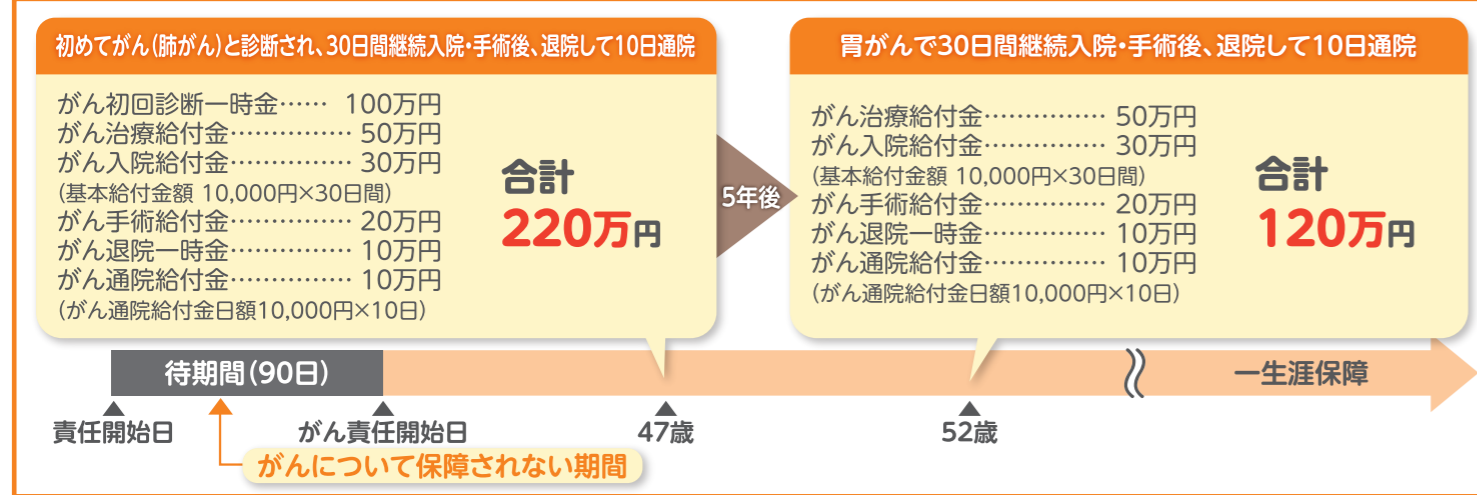 初めてがん(肺がん)と診断され、30日間継続入院・手術後、退院して10日通院
がん初回診断一時金…… 100万円
がん治療給付金…………… 50万円
がん入院給付金…………… 30万円
(基本給付金額 10,000円×30日間)
がん手術給付金…………… 20万円
がん退院一時金…………… 10万円
がん通院給付金…………… 10万円
(がん通院給付金日額10,000円×10日)
合計
220万円
5年後
胃がんで30日間継続入院・手術後、退院して10日通院
がん治療給付金…………… 50万円
がん入院給付金…………… 30万円
(基本給付金額 10,000円×30日間)
がん手術給付金…………… 20万円
がん退院一時金…………… 10万円
がん通院給付金…………… 10万円
(がん通院給付金日額10,000円×10日)
合計
120万円
待期間(90日)
一生涯保障
責任開始日
がん責任開始日
47歳
52歳
がんについて保障されない期間